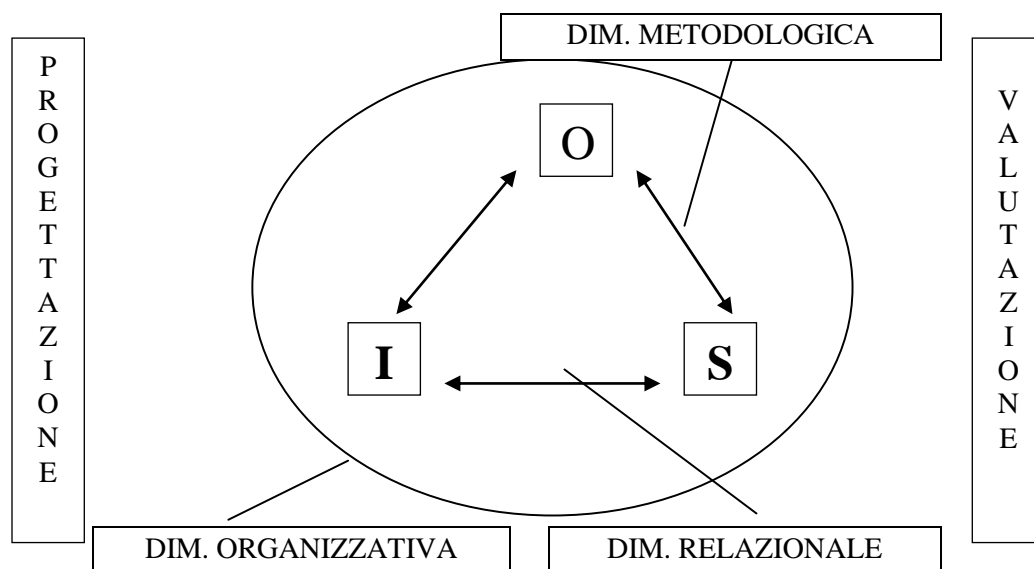 DIM. METODOLOGICA
PROGETTAZIONE
VALUTAZIONE
O
I
S
DIM. ORGANIZZATIVA
DIM. RELAZIONALE